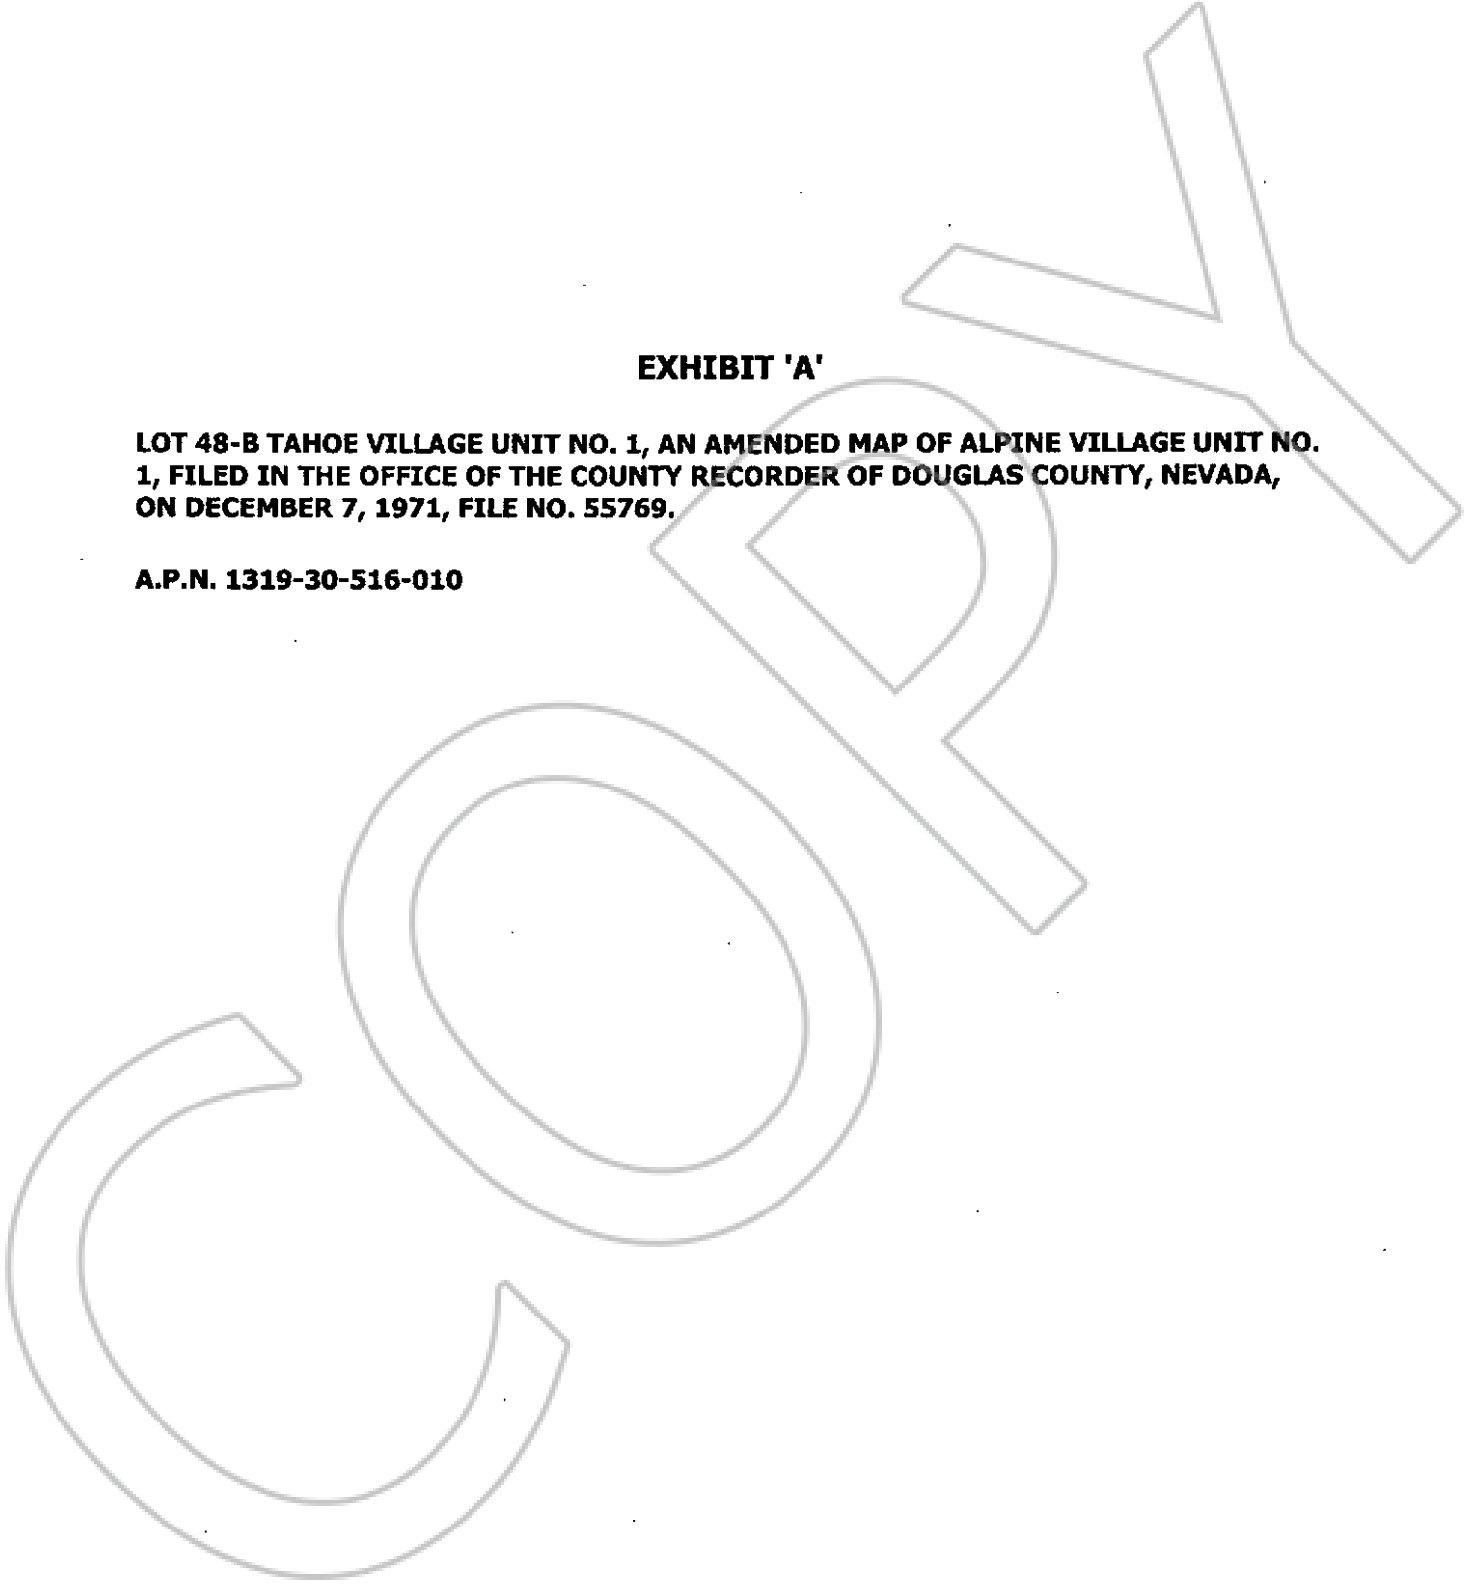 EXHIBIT 'A'
LOT 48-B TAHOE VILLAGE UNIT NO. 1, AN AMENDED MAP OF ALPINE VILLAGE UNIT NO.
1, FILED IN THE OFFICE OF THE COUNTY RECORDER OF DOUGLAS COUNTY, NEVADA,
ON DECEMBER 7, 1971, FILE NO. 55769.
A.P.N. 1319-30-516-010
COPY